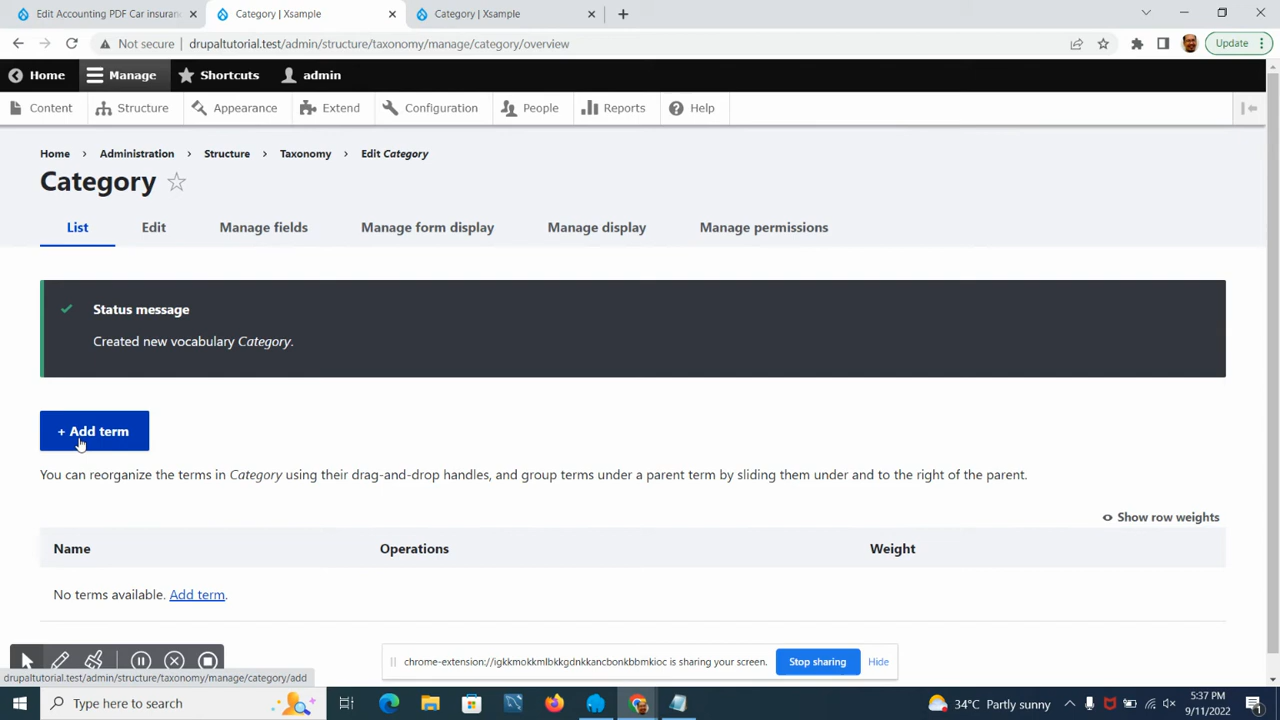 Edit Accounting PDF Car insuran
Category | Xsample
Category | Xsample
Not secure
drupaltutorial.test/admin/structure/taxonomy/manage/category/overview
Update
Home
Manage
Shortcuts
admin
Content
Structure
Appearance
Extend
Configuration
People
Reports
Help
Home > Administration > Structure > Taxonomy > Edit Category
Category
List
Edit
Manage fields
Manage form display
Manage display
Manage permissions
Status message
Created new vocabulary Category.
+ Add term
You can reorganize the terms in Category using their drag-and-drop handles, and group terms under a parent term by sliding them under and to the right of the parent.
Show row weights
Name
Operations
Weight
No terms available. Add term.
chrome-extension://igkkmokkmlbkkgdnkkancbonkbbmkioc is sharing your screen.
Stop sharing
Hide
drupaltutorial.test/admin/structure/taxonomy/manage/category/add
Type here to search
34°C Partly sunny
5:37 PM
9/11/2022
1